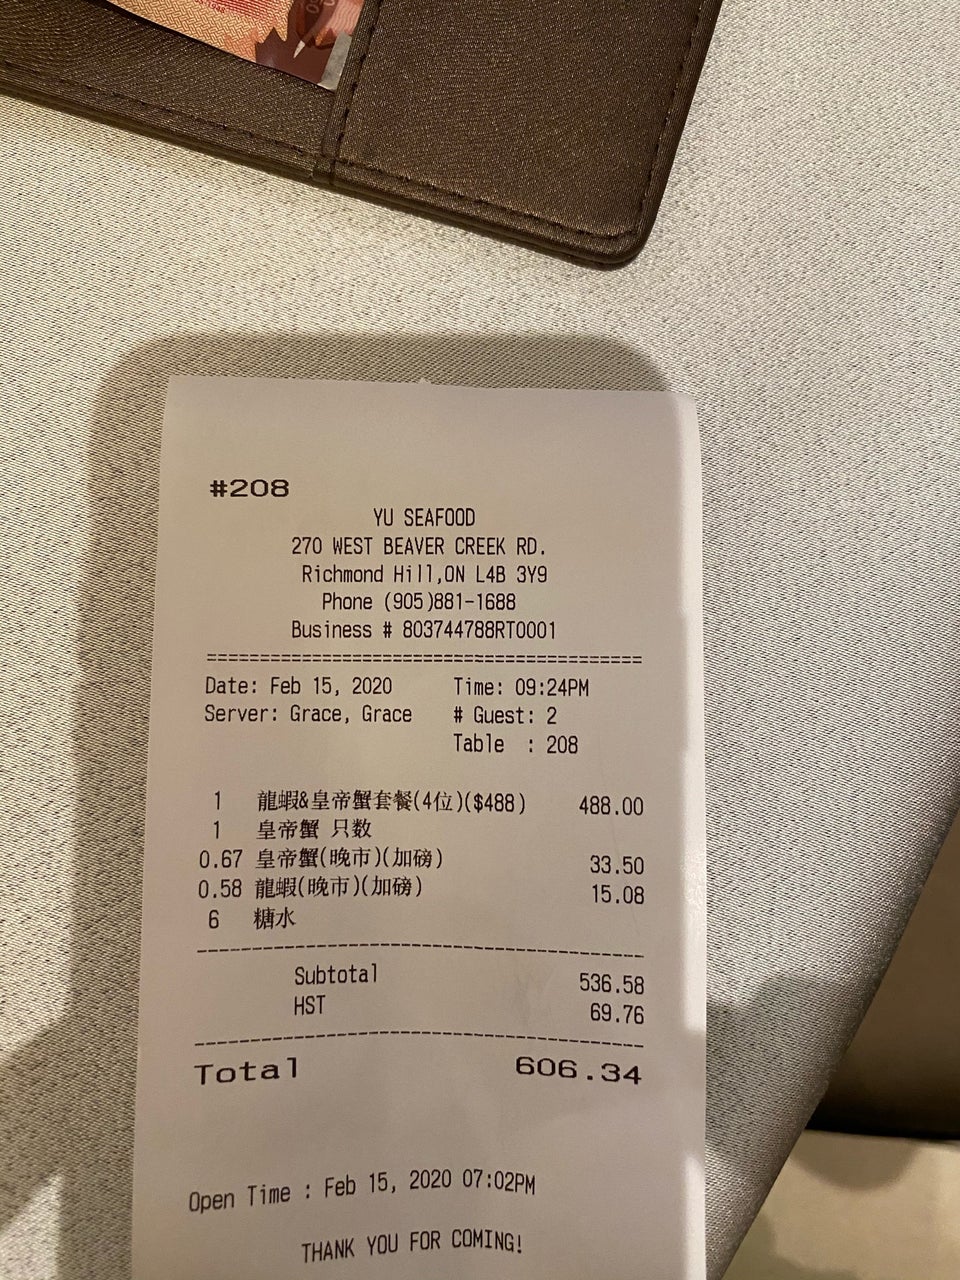 #208
YU SEAFOOD
270 WEST BEAVER CREEK RD.
Richmond Hill,ON L4B 3Y9
Phone (905)881-1688
Business # 803744788RT0001
==========================================
Date: Feb 15, 2020 Time: 09:24PM
Server: Grace, Grace # Guest: 2
Table : 208
1 龍蝦&皇帝蟹套餐(4位)($488) 488.00
1 皇帝蟹 只数
0.67 皇帝蟹(晚市)(加磅) 33.50
0.58 龍蝦(晚市)(加磅) 15.08
6 糖水
------------------------------------------
Subtotal 536.58
HST 69.76
------------------------------------------
Total 606.34
Open Time : Feb 15, 2020 07:02PM
THANK YOU FOR COMING!